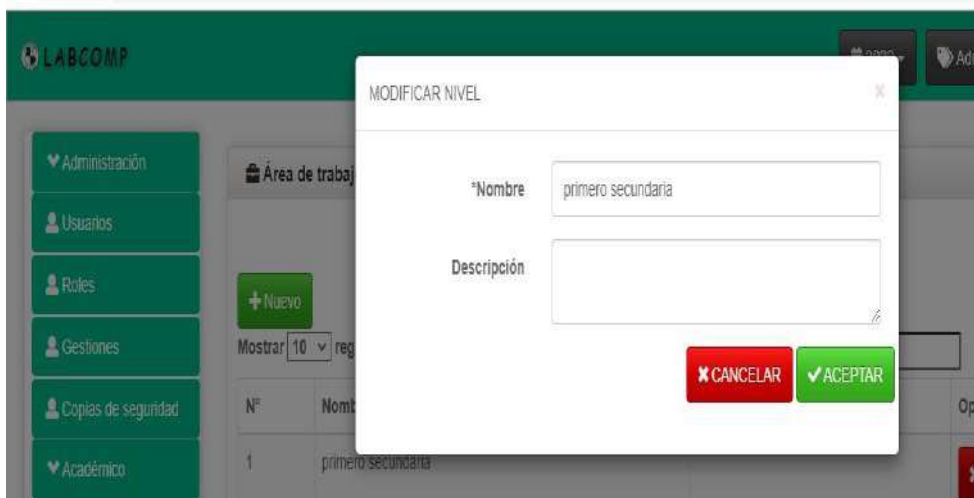 LABCOMP
MODIFICAR NIVEL
x
Administración
Área de trabaj
*Nombre
primero secundaria
Usuarios
Descripción
Roles
Nuevo
Gestiones
Mostrar 10 reg
CANCELAR
ACEPTAR
Copias de seguridad
N°
Nomb
Op
Académico
1
primero secundaria